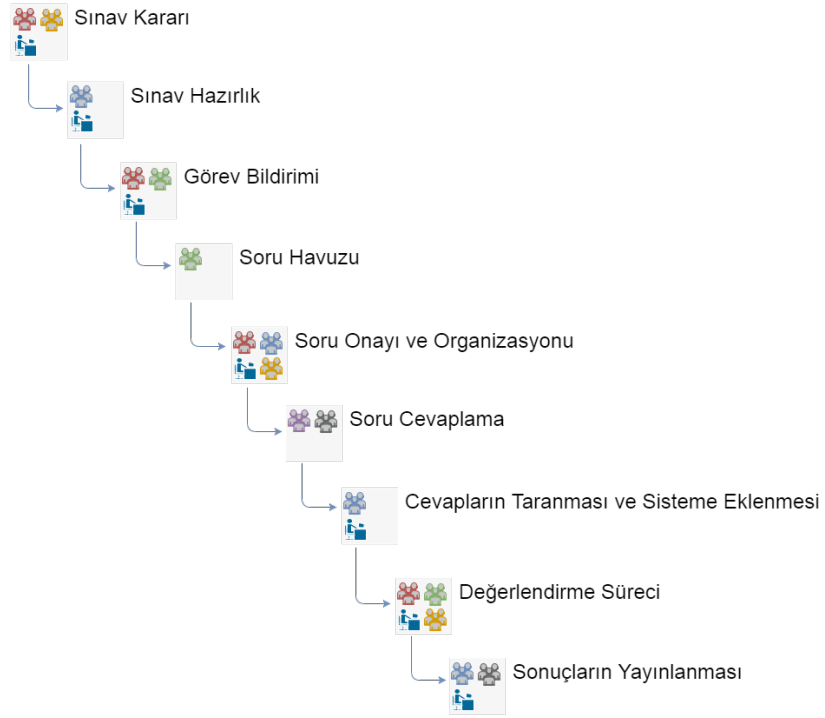 Sınav Kararı
Sınav Hazırlık
Görev Bildirimi
Soru Havuzu
Soru Onayı ve Organizasyonu
Soru Cevaplama
Cevapların Taranması ve Sisteme Eklenmesi
Değerlendirme Süreci
Sonuçların Yayınlanması